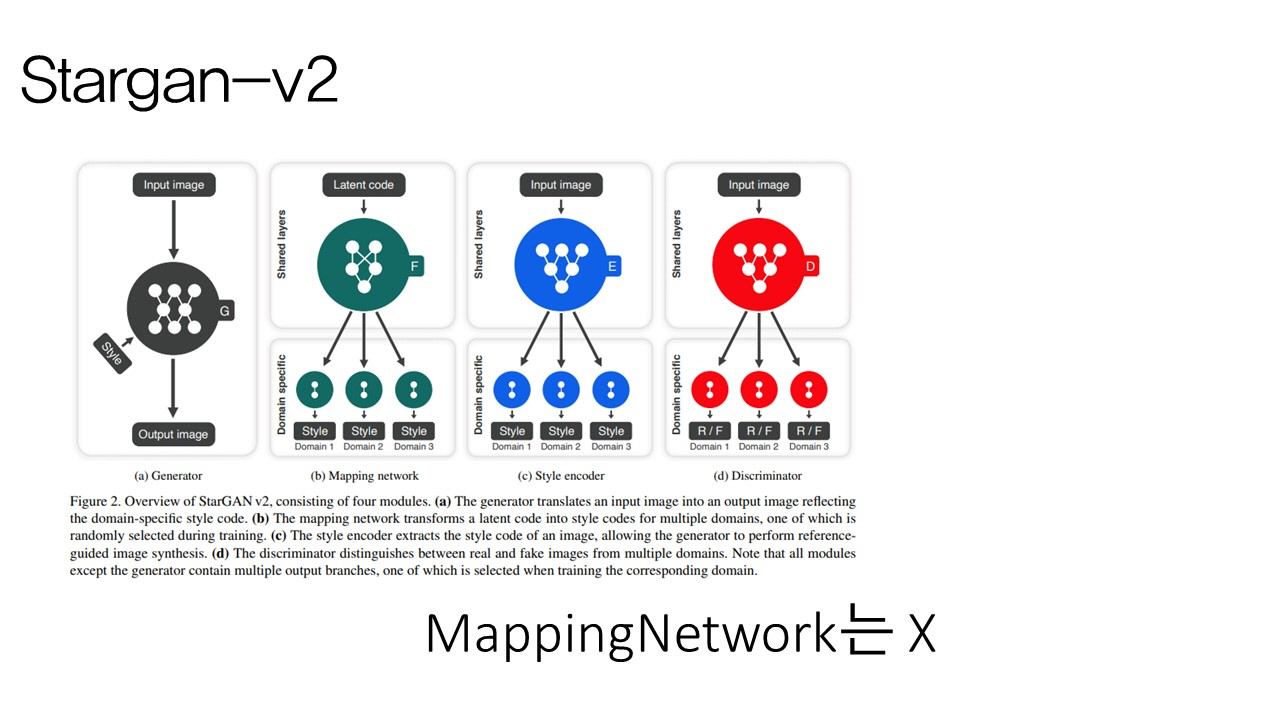 Stargan-v2
Input image
G
Style
Output image
(a) Generator
Latent code
Shared layers
F
Domain specific
Style Style Style
Domain 1 Domain 2 Domain 3
(b) Mapping network
Input image
Shared layers
E
Domain specific
Style Style Style
Domain 1 Domain 2 Domain 3
(c) Style encoder
Input image
Shared layers
D
Domain specific
R / F R / F R / F
Domain 1 Domain 2 Domain 3
(d) Discriminator
Figure 2. Overview of StarGAN v2, consisting of four modules. (a) The generator translates an input image into an output image reflecting
the domain-specific style code. (b) The mapping network transforms a latent code into style codes for multiple domains, one of which is
randomly selected during training. (c) The style encoder extracts the style code of an image, allowing the generator to perform reference-
guided image synthesis. (d) The discriminator distinguishes between real and fake images from multiple domains. Note that all modules
except the generator contain multiple output branches, one of which is selected when training the corresponding domain.
MappingNetwork는 X